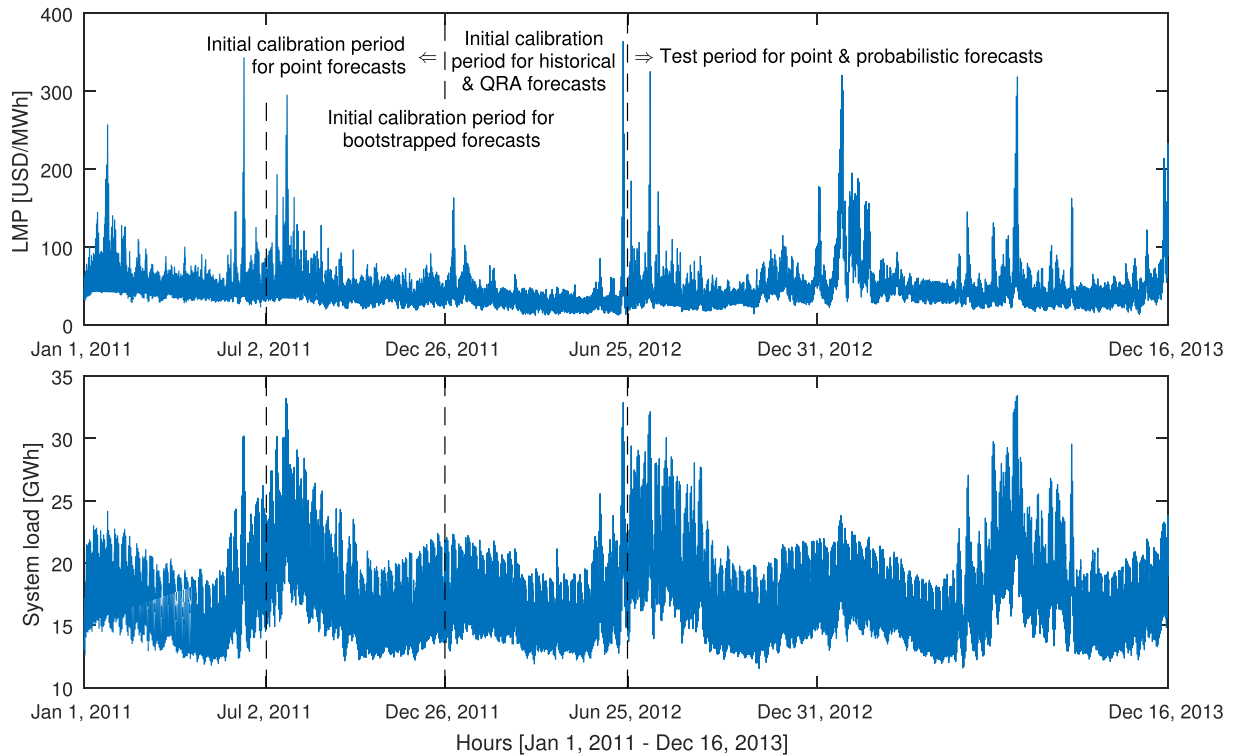 400
300
200
100
0
LMP [USD/MWh]
Initial calibration period
for point forecasts
⇐
Initial calibration
period for historical
& QRA forecasts
⇒ Test period for point & probabilistic forecasts
Initial calibration period for
bootstrapped forecasts
Jan 1, 2011
Jul 2, 2011
Dec 26, 2011
Jun 25, 2012
Dec 31, 2012
Dec 16, 2013
35
30
25
20
15
10
System load [GWh]
Jan 1, 2011
Jul 2, 2011
Dec 26, 2011
Jun 25, 2012
Dec 31, 2012
Dec 16, 2013
Hours [Jan 1, 2011 - Dec 16, 2013]